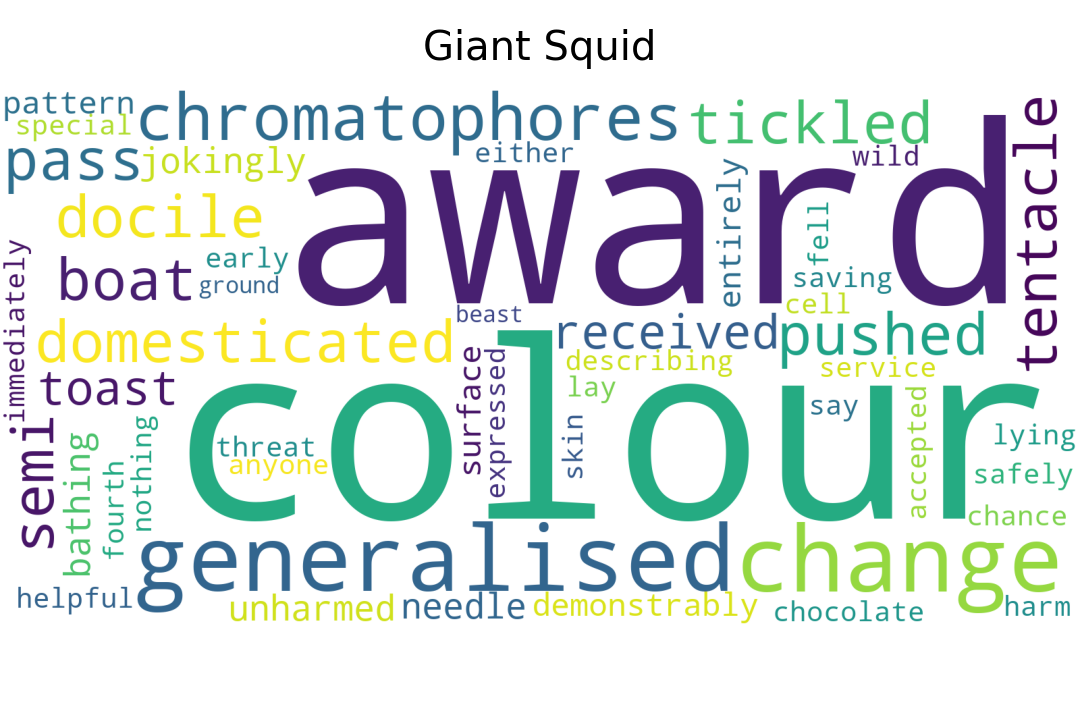 Giant Squid
pattern
special
chromatophores
tickled
pass
jokingly
either
wild
award
tentacle
docile
entirely
fell
boat
early
ground
saving
cell
immediately
beast
domesticated
received
pushed
toast
surface
expressed
describing
lay
service
colour
say
skin
accepted
semi
bathing
fourth
nothing
threat
anyone
lying
safely
chance
generalised
change
helpful
unharmed
needle
demonstrably
chocolate
harm